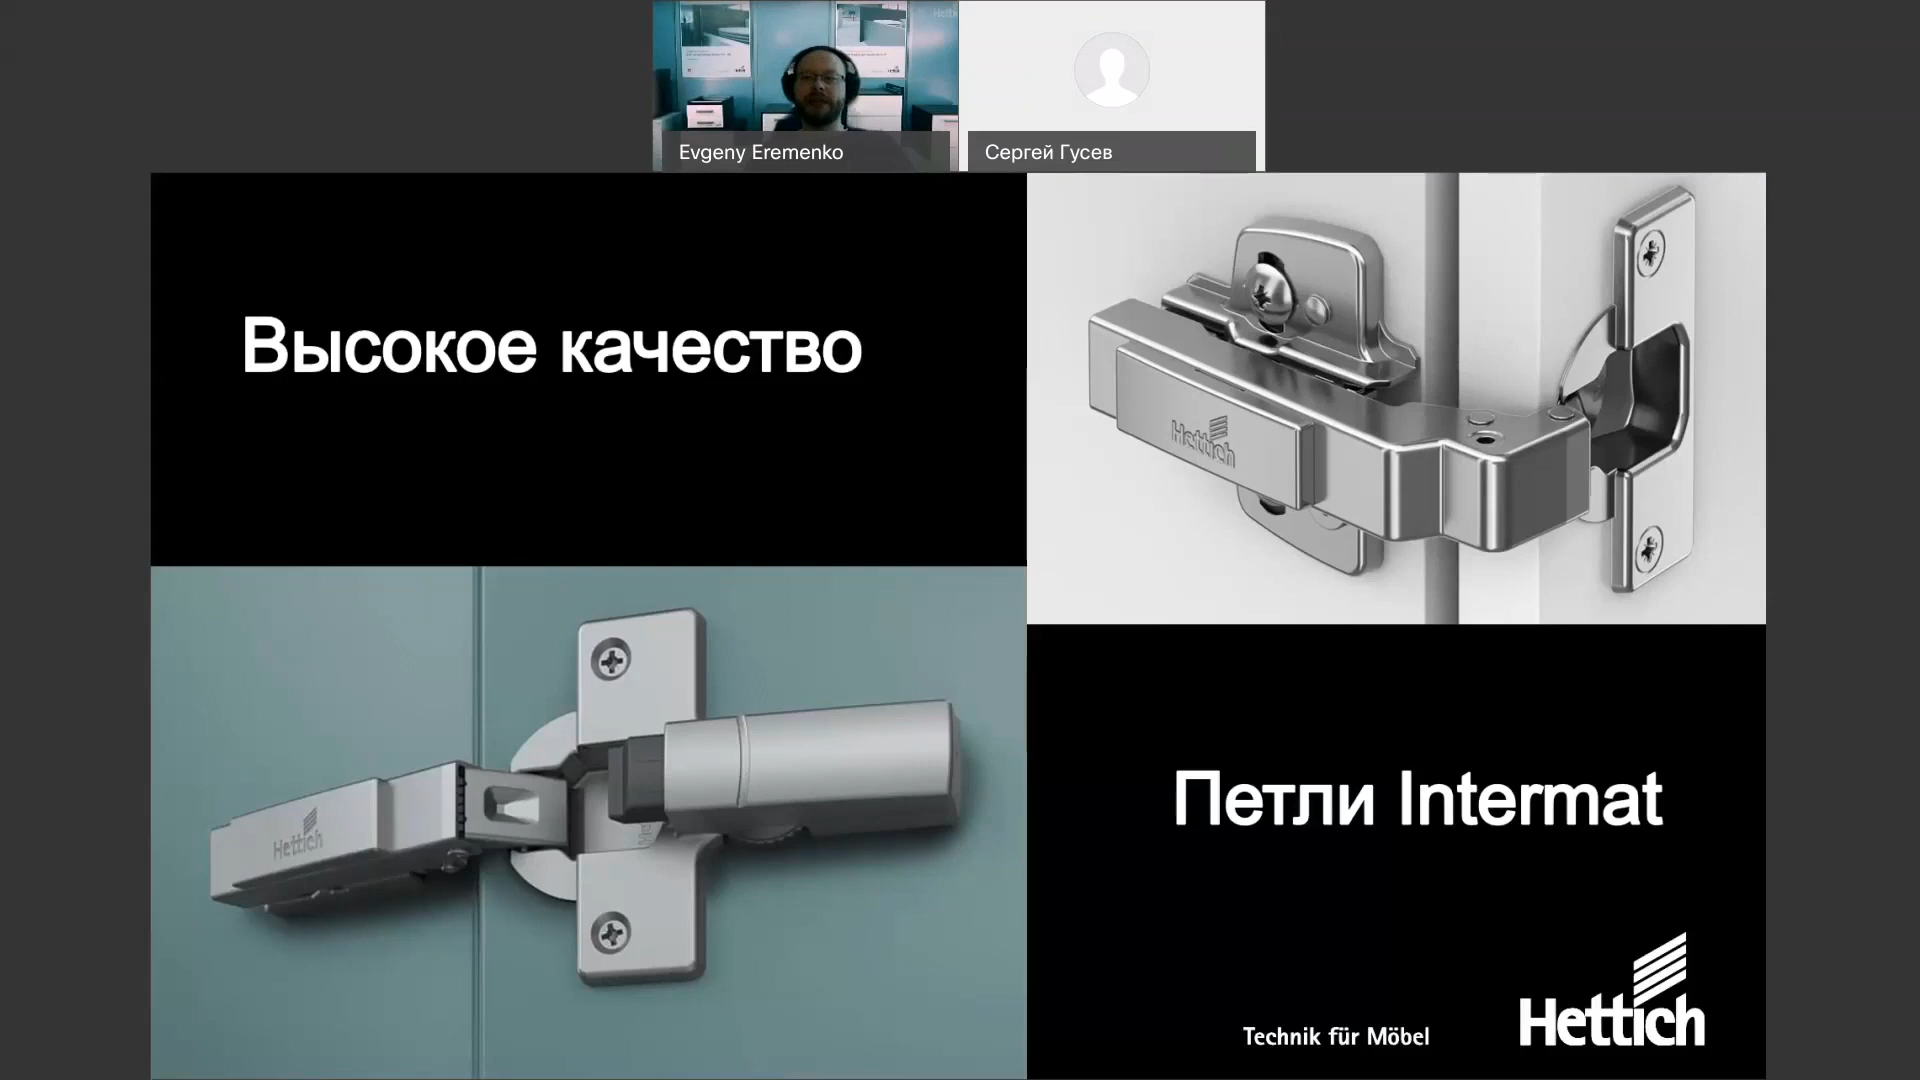 Evgeny Eremenko
Сергей Гусев
Высокое качество
Hettich
Hettich
Петли Intermat
Technik für Möbel
Hettich